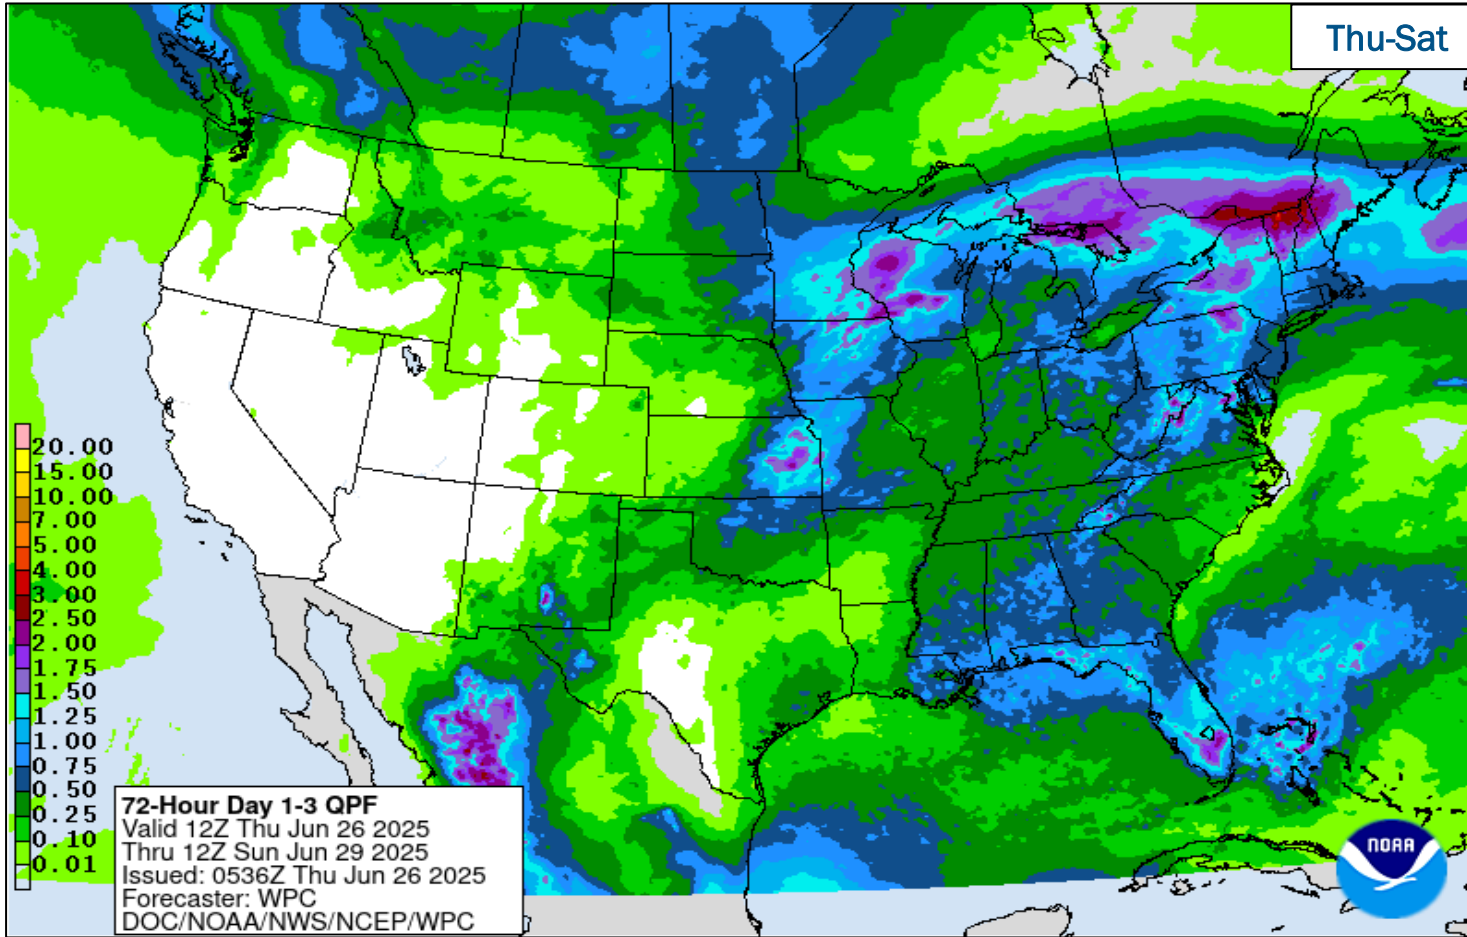 Thu-Sat
20.00
15.00
10.00
7.00
5.00
4.00
3.00
2.50
2.00
1.75
1.50
1.25
1.00
0.75
0.50
0.25
0.10
0.01
72-Hour Day 1-3 QPF
Valid 12Z Thu Jun 26 2025
Thru 12Z Sun Jun 29 2025
Issued: 0536Z Thu Jun 26 2025
Forecaster: WPC
DOC/NOAA/NWS/NCEP/WPC
NOAA